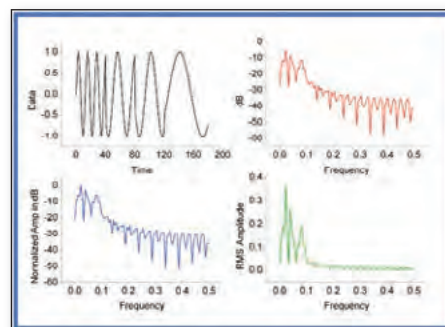 1.0
0.5
0.0
-0.5
-1.0
Data
0 40 80 120 160 200
Time
0
-10
-20
-30
-40
-50
-60
dB
0.0 0.1 0.2 0.3 0.4 0.5
Frequency
0
-10
-20
-30
-40
-50
-60
Normalized Amp in dB
0.0 0.1 0.2 0.3 0.4 0.5
Frequency
0.4
0.3
0.2
0.1
0.0
RMS Amplitude
0.0 0.1 0.2 0.3 0.4 0.5
Frequency